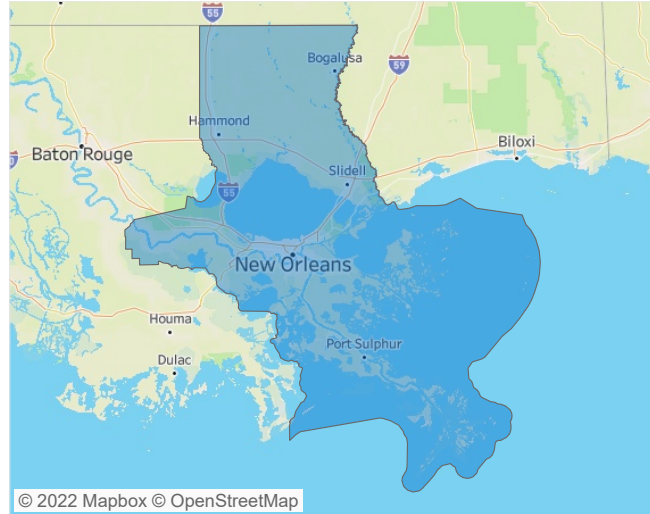 55
Bogalusa
59
Hammond
Biloxi
Baton Rouge
Slidell
55
New Orleans
Houma
Port Sulphur
Dulac
© 2022 Mapbox © OpenStreetMap